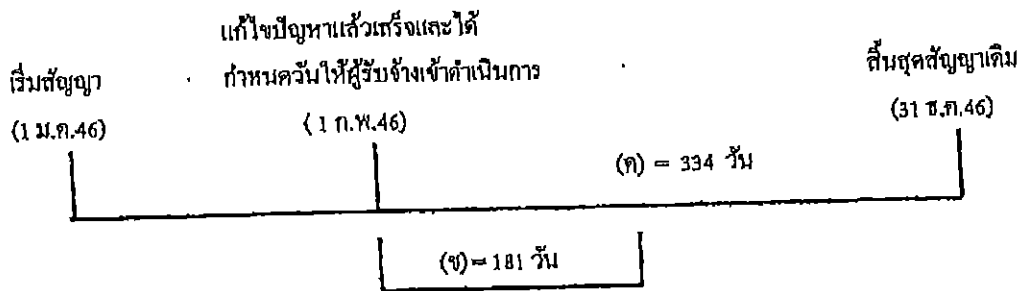 แก้ไขปัญหาแล้วเสร็จและได้
กำหนดวันให้ผู้รับจ้างเข้าดำเนินการ
เริ่มสัญญา
สิ้นสุดสัญญาเดิม
(1 ม.ค.46)
(1 ก.พ.46)
(31 ธ.ค.46)
(ค) = 334 วัน
(ข) = 181 วัน